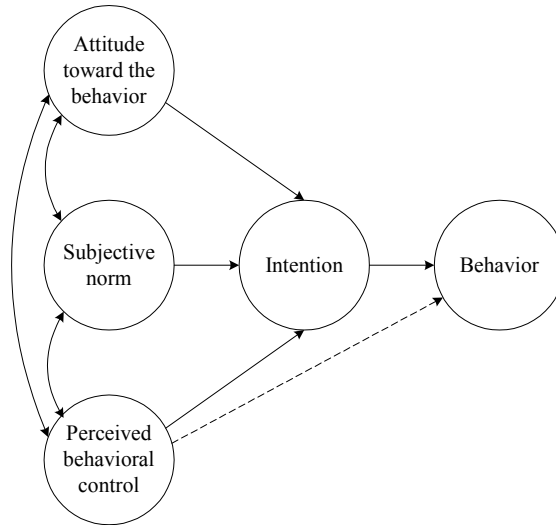 Attitude
toward the
behavior
Subjective
norm
Intention
Behavior
Perceived
behavioral
control